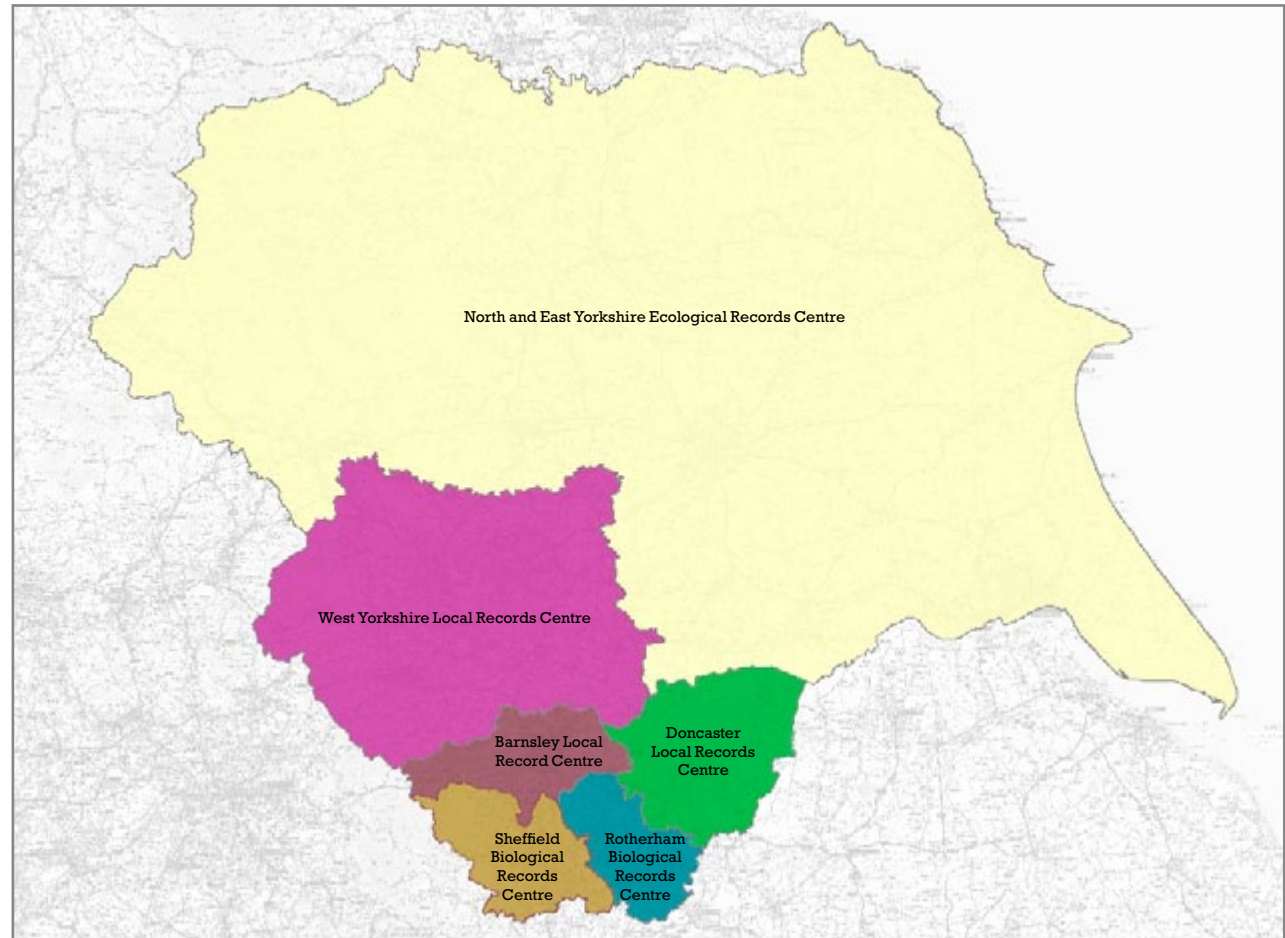 North and East Yorkshire Ecological Records Centre
West Yorkshire Local Records Centre
Barnsley Local
Record Centre
Doncaster
Local Records
Centre
Sheffield
Biological
Records
Centre
Rotherham
Biological
Records
Centre